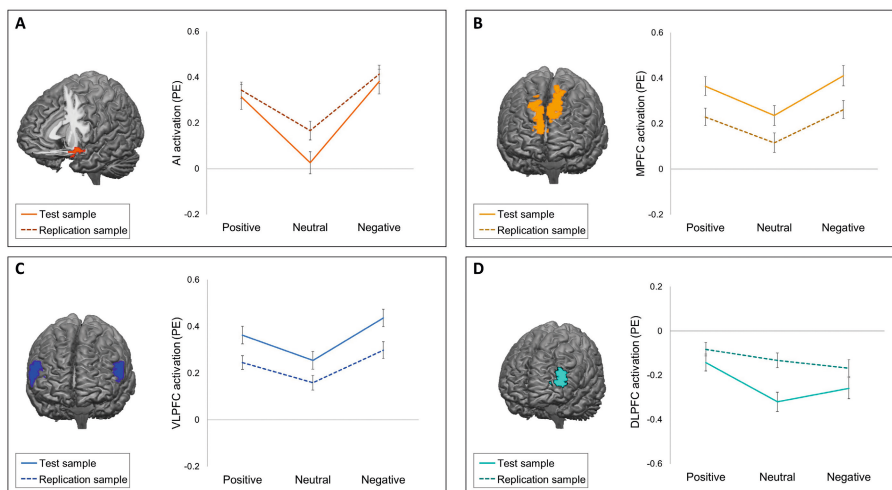 A
AI activation (PE)
0.6
0.4
0.2
0
-0.2
Positive Neutral Negative
Test sample
Replication sample
B
MPFC activation (PE)
0.6
0.4
0.2
0
-0.2
Positive Neutral Negative
Test sample
Replication sample
C
VLPFC activation (PE)
0.6
0.4
0.2
0
-0.2
Positive Neutral Negative
Test sample
Replication sample
D
DLPFC activation (PE)
0.2
0
-0.2
-0.4
-0.6
Positive Neutral Negative
Test sample
Replication sample